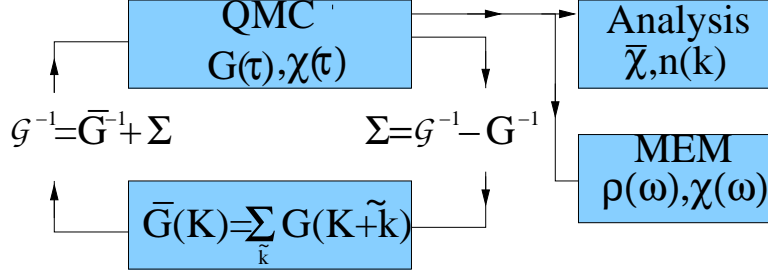 QMC
G(τ),χ(τ)
Analysis
χ̅,n(k)
𝒢⁻¹=G̅⁻¹+Σ
Σ=𝒢⁻¹−G⁻¹
MEM
ρ(ω),χ(ω)
G̅(K)=∑G(K+k̃)
k̃